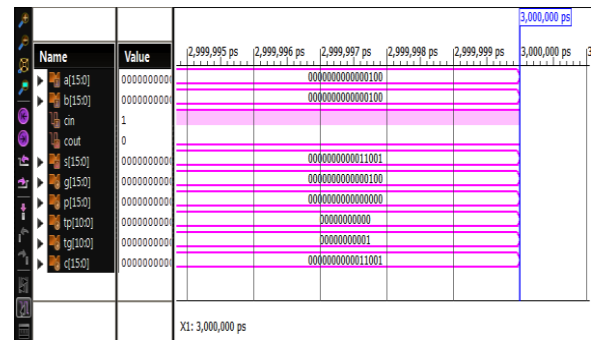 3,000,000 ps
Name Value 2,999,995 ps 2,999,996 ps 2,999,997 ps 2,999,998 ps 2,999,999 ps 3,000,000 ps 3
a[15:0] 0000000000 0000000000000100
b[15:0] 0000000000 0000000000000100
cin 1
cout 0
s[15:0] 0000000000 0000000000011001
g[15:0] 0000000000 0000000000000100
p[15:0] 0000000000 0000000000000000
tp[10:0] 0000000000 00000000000
tg[10:0] 0000000000 00000000001
c[15:0] 0000000000 0000000000011001
X1: 3,000,000 ps